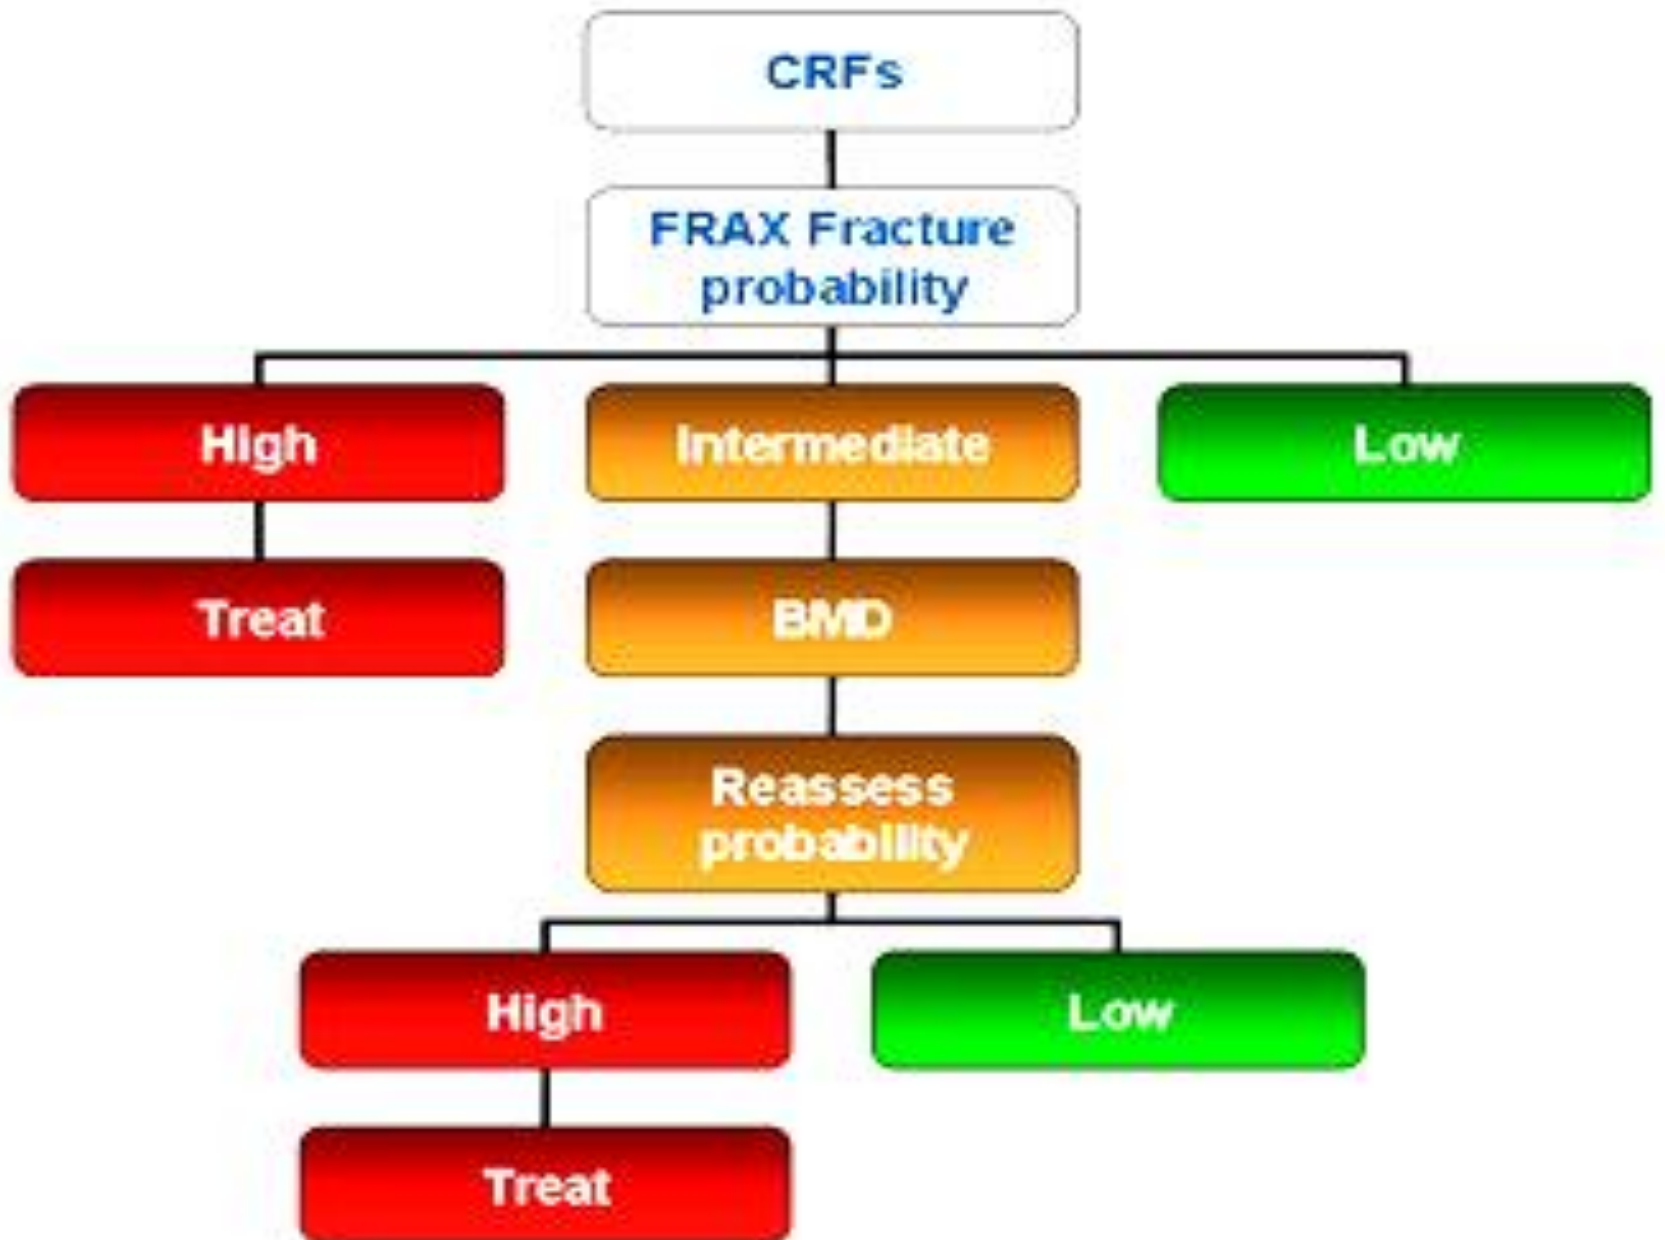 CRFs
FRAX Fracture
probability
High
Intermediate
Low
Treat
BMD
Reassess
probability
High
Low
Treat